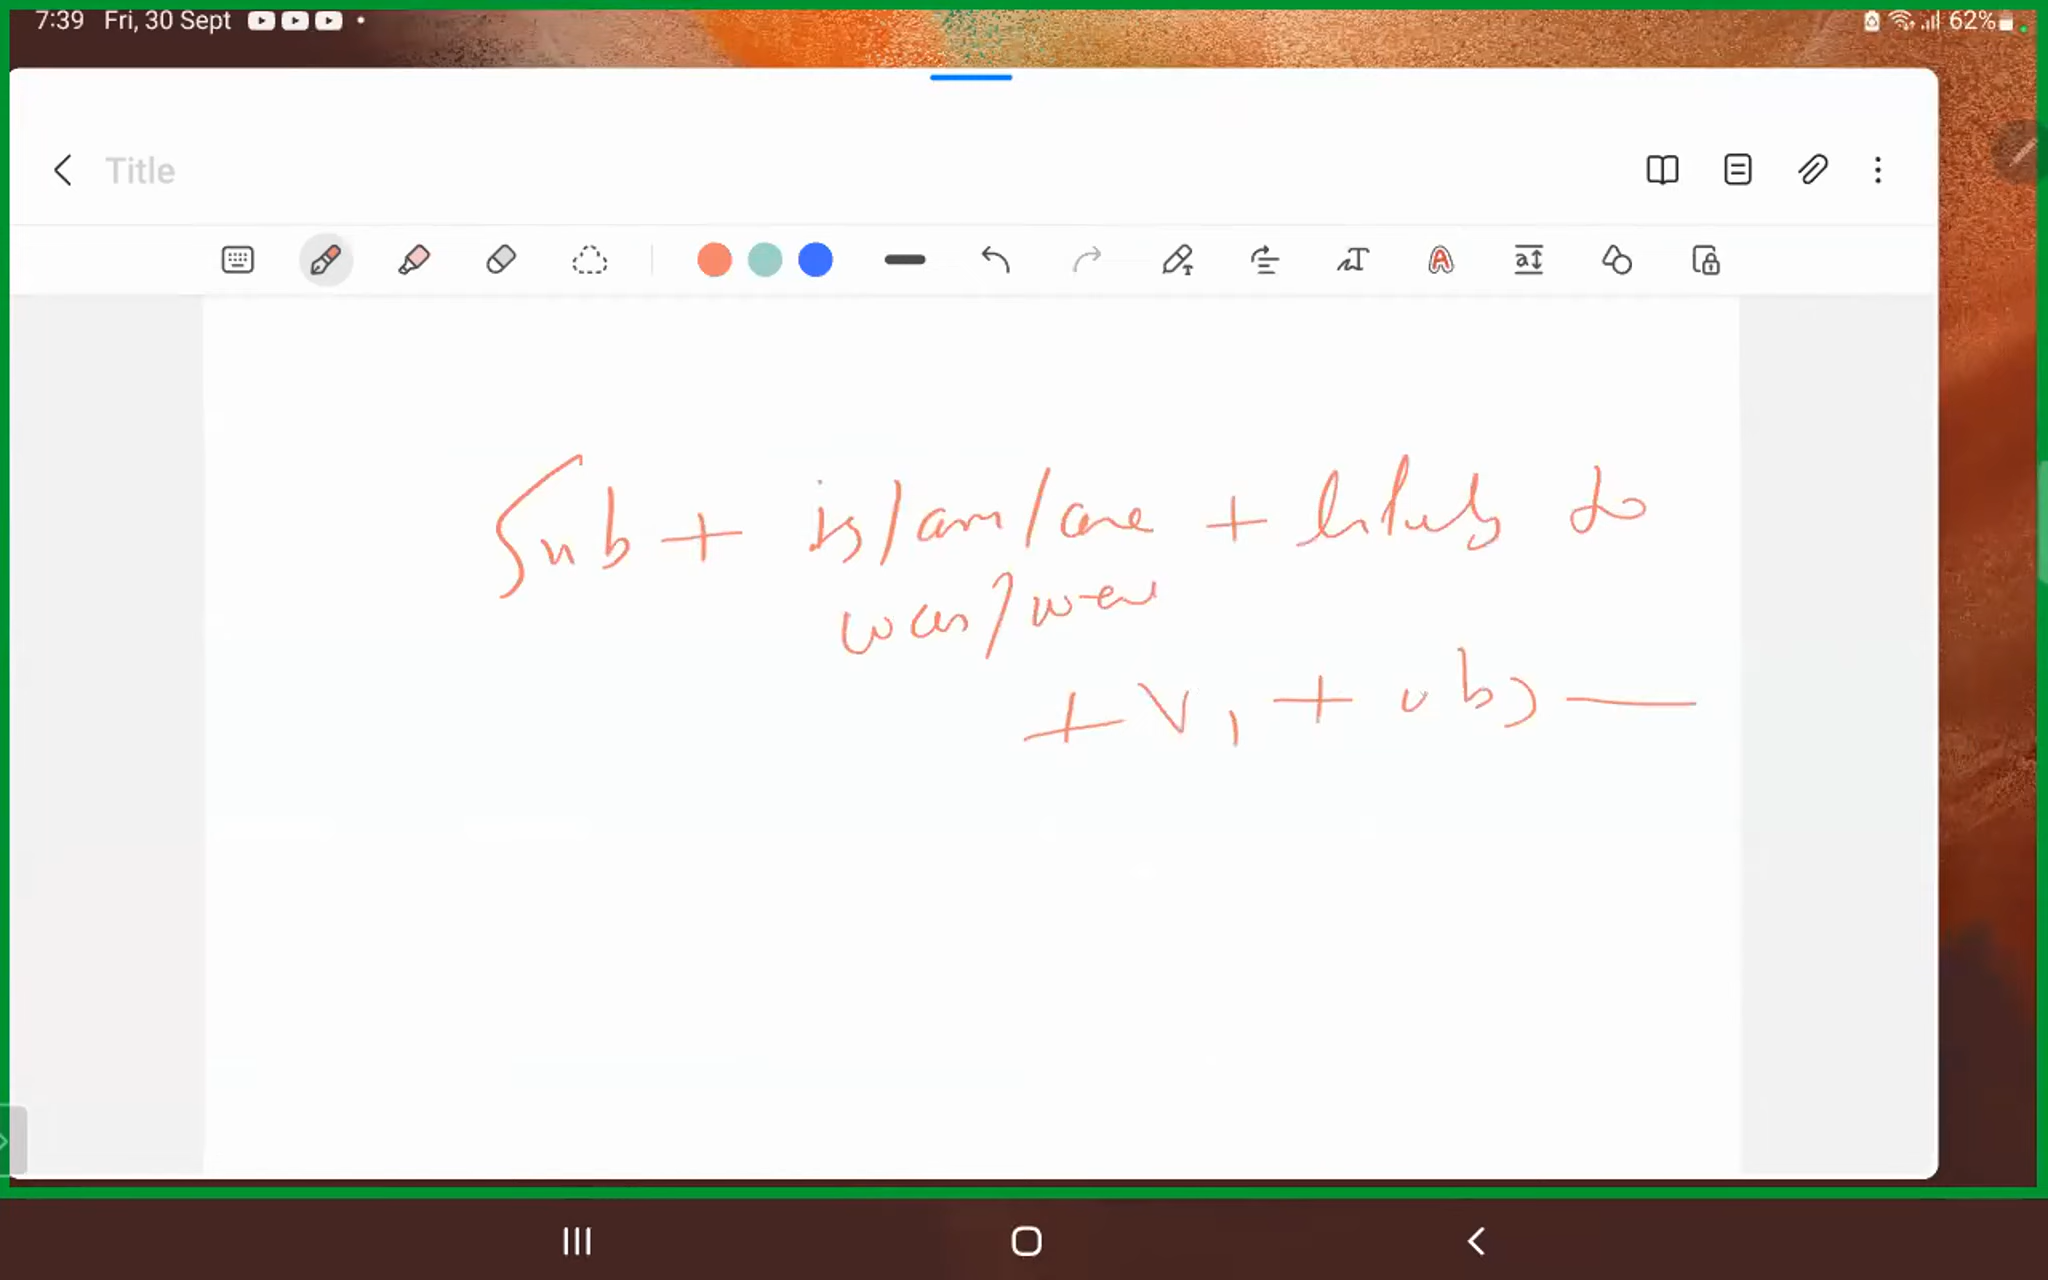 7:39 Fri, 30 Sept 62%
Title
Sub + is/am/are + likely to
was/were
+ V1 + obj —